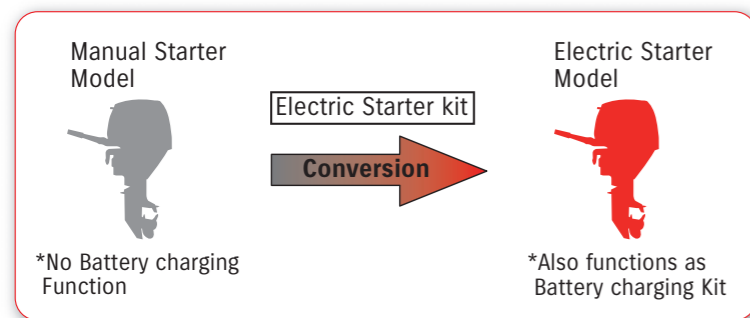 Manual Starter
Model
Electric Starter kit
Conversion
Electric Starter
Model
*No Battery charging
Function
*Also functions as
Battery charging Kit